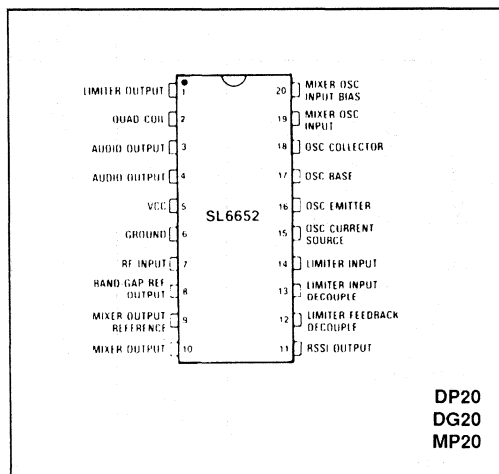 LIMITER OUTPUT 1
QUAD COIL 2
AUDIO OUTPUT 3
AUDIO OUTPUT 4
VCC 5
GROUND 6
RF INPUT 7
BAND-GAP REF
OUTPUT 8
MIXER OUTPUT
REFERENCE 9
MIXER OUTPUT 10
SL6652
20 MIXER OSC
INPUT BIAS
19 MIXER OSC
INPUT
18 OSC COLLECTOR
17 OSC BASE
16 OSC EMITTER
15 OSC CURRENT
SOURCE
14 LIMITER INPUT
13 LIMITER INPUT
DECOUPLE
12 LIMITER FEEDBACK
DECOUPLE
11 RSSI OUTPUT
DP20
DG20
MP20